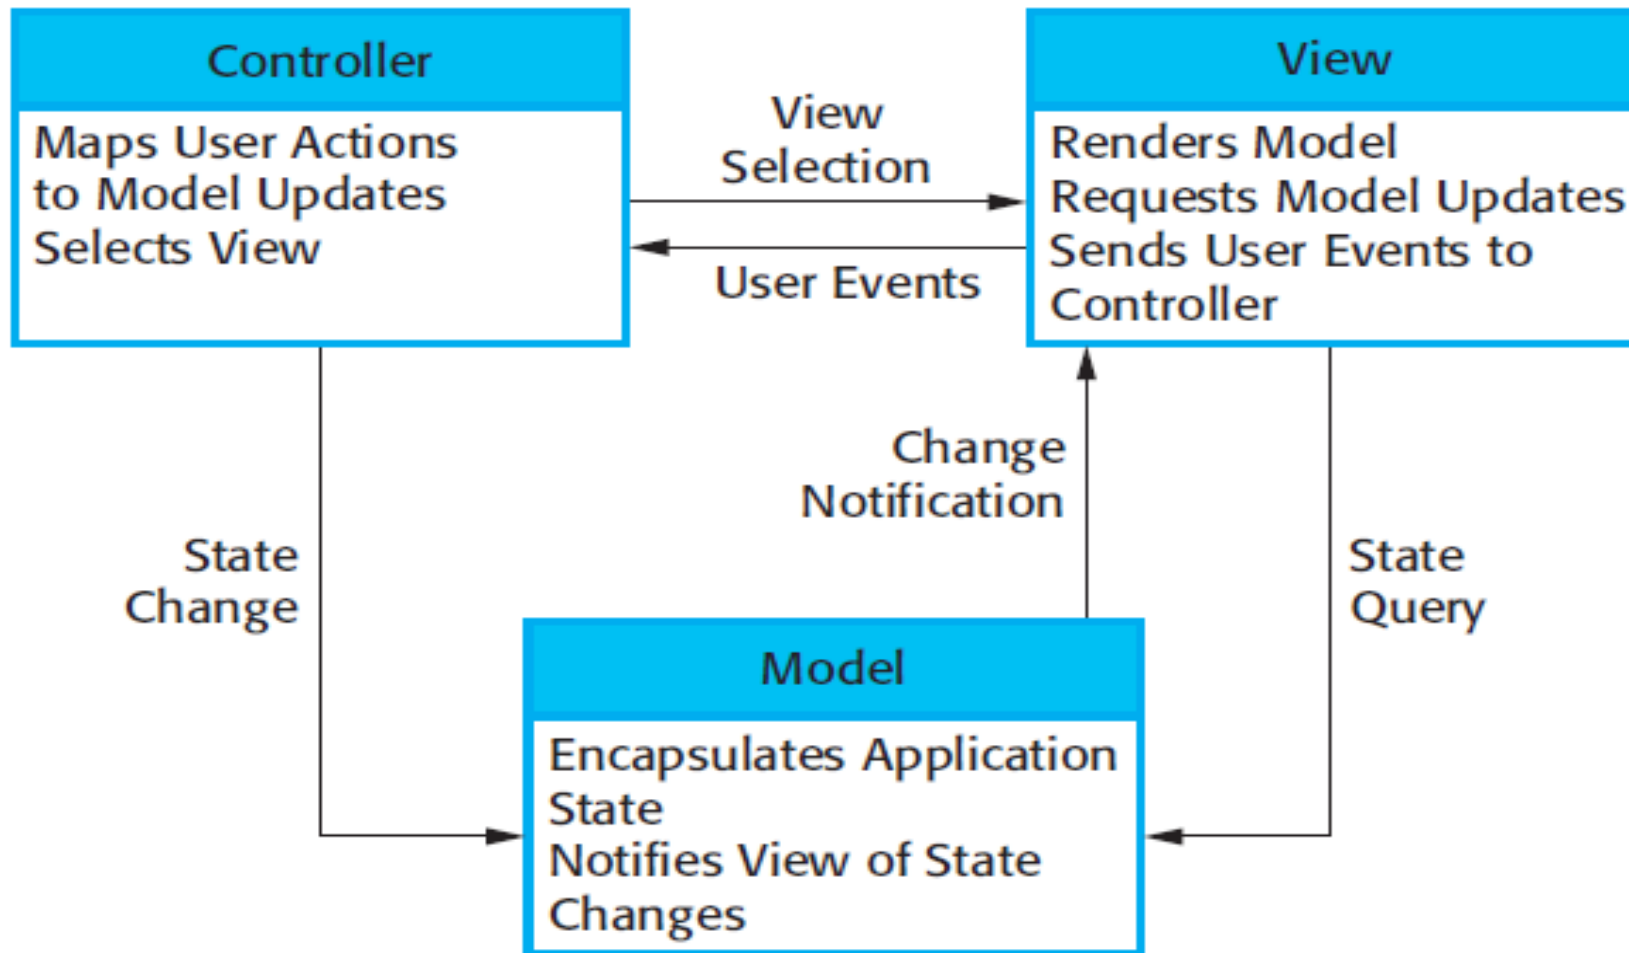 Controller
Maps User Actions
to Model Updates
Selects View
View
Selection
User Events
View
Renders Model
Requests Model Updates
Sends User Events to
Controller
State
Change
Change
Notification
State
Query
Model
Encapsulates Application
State
Notifies View of State
Changes